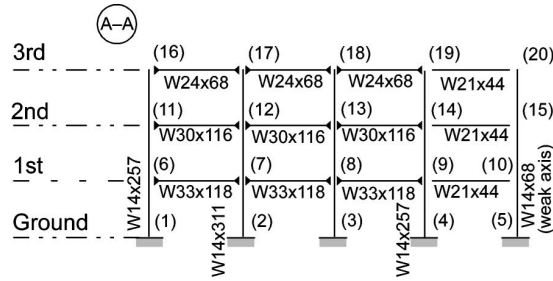 A–A
3rd (16) (17) (18) (19) (20)
W24x68 W24x68 W24x68 W21x44
2nd (11) (12) (13) (14) (15)
W30x116 W30x116 W30x116 W21x44
1st (6) (7) (8) (9) (10)
W33x118 W33x118 W33x118 W21x44
Ground (1) (2) (3) (4) (5)
W14x257
W14x311
W14x257
W14x68
(weak axis)